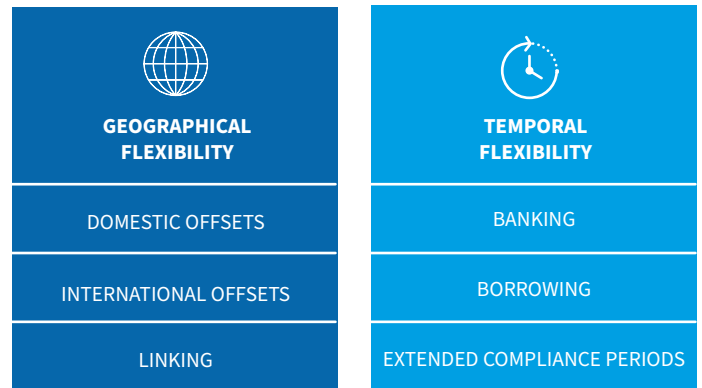 GEOGRAPHICAL
FLEXIBILITY
DOMESTIC OFFSETS
INTERNATIONAL OFFSETS
LINKING
TEMPORAL
FLEXIBILITY
BANKING
BORROWING
EXTENDED COMPLIANCE PERIODS